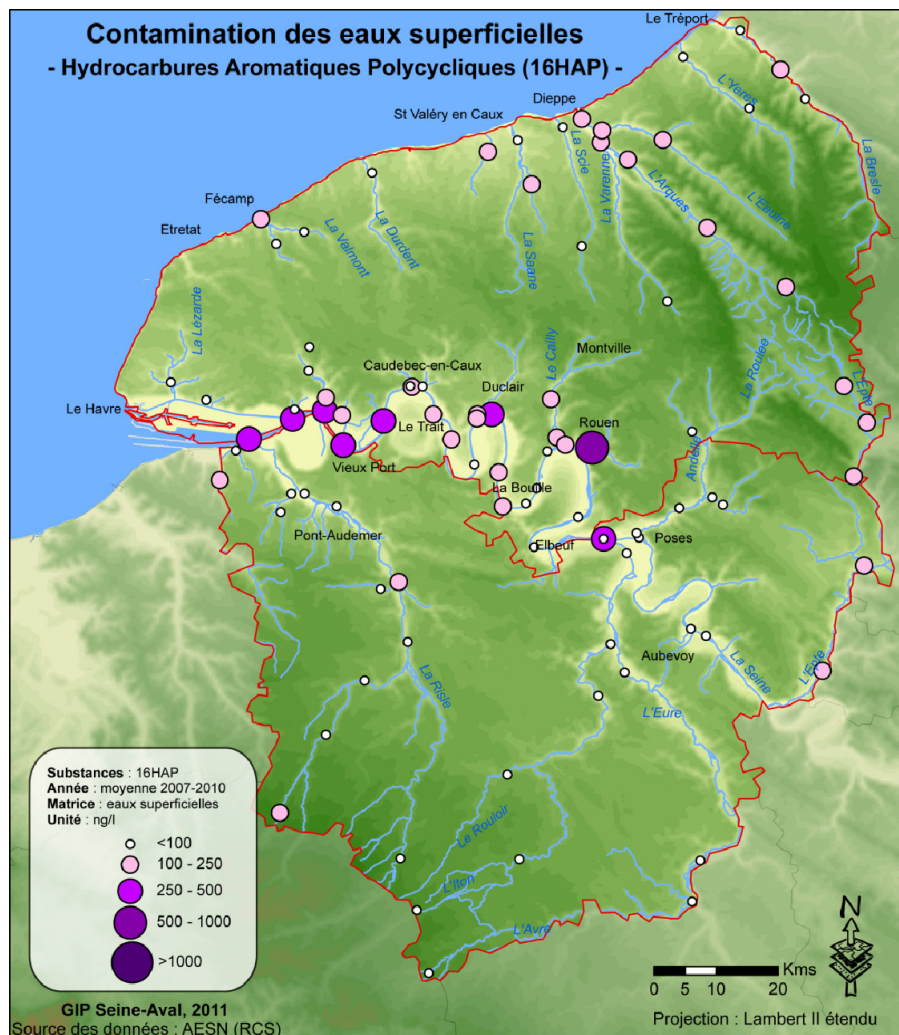 Contamination des eaux superficielles
- Hydrocarbures Aromatiques Polycycliques (16HAP) -
Le Tréport
L'Yeres
Dieppe
St Valéry en Caux
La Scie
La Varenne
L'Arques
L'Eaulne
La Bresle
Fécamp
Etretat
La Valmont
La Durdent
La Saane
La Lézarde
Caudebec-en-Caux
Le Cailly
Montville
La Roulee
L'Epte
Duclair
Le Havre
Le Trait
Rouen
Vieux Port
Andelle
La Bouille
Pont-Audemer
Elbeuf
Poses
Aubevoy
La Seine
L'Epte
La Risle
L'Eure
Le Rouloir
L'Iton
L'Avre
Substances : 16HAP
Année : moyenne 2007-2010
Matrice : eaux superficielles
Unité : ng/l
<100
100 - 250
250 - 500
500 - 1000
>1000
N
Kms
0 5 10 20
GIP Seine-Aval, 2011
Source des données : AESN (RCS)
Projection : Lambert II étendu